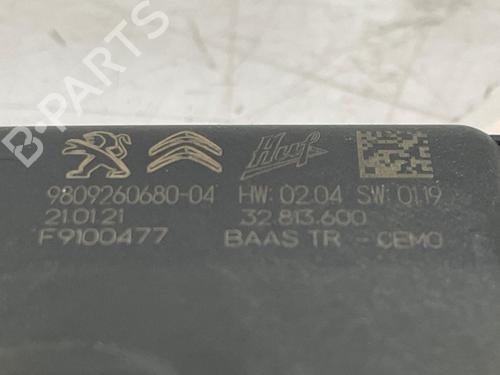 B-PARTS
Huf
9809260680-04 HW: 02.04 SW: 01.19
21.01.21 32.813.600
F9100477 BAAS TR - CEM0